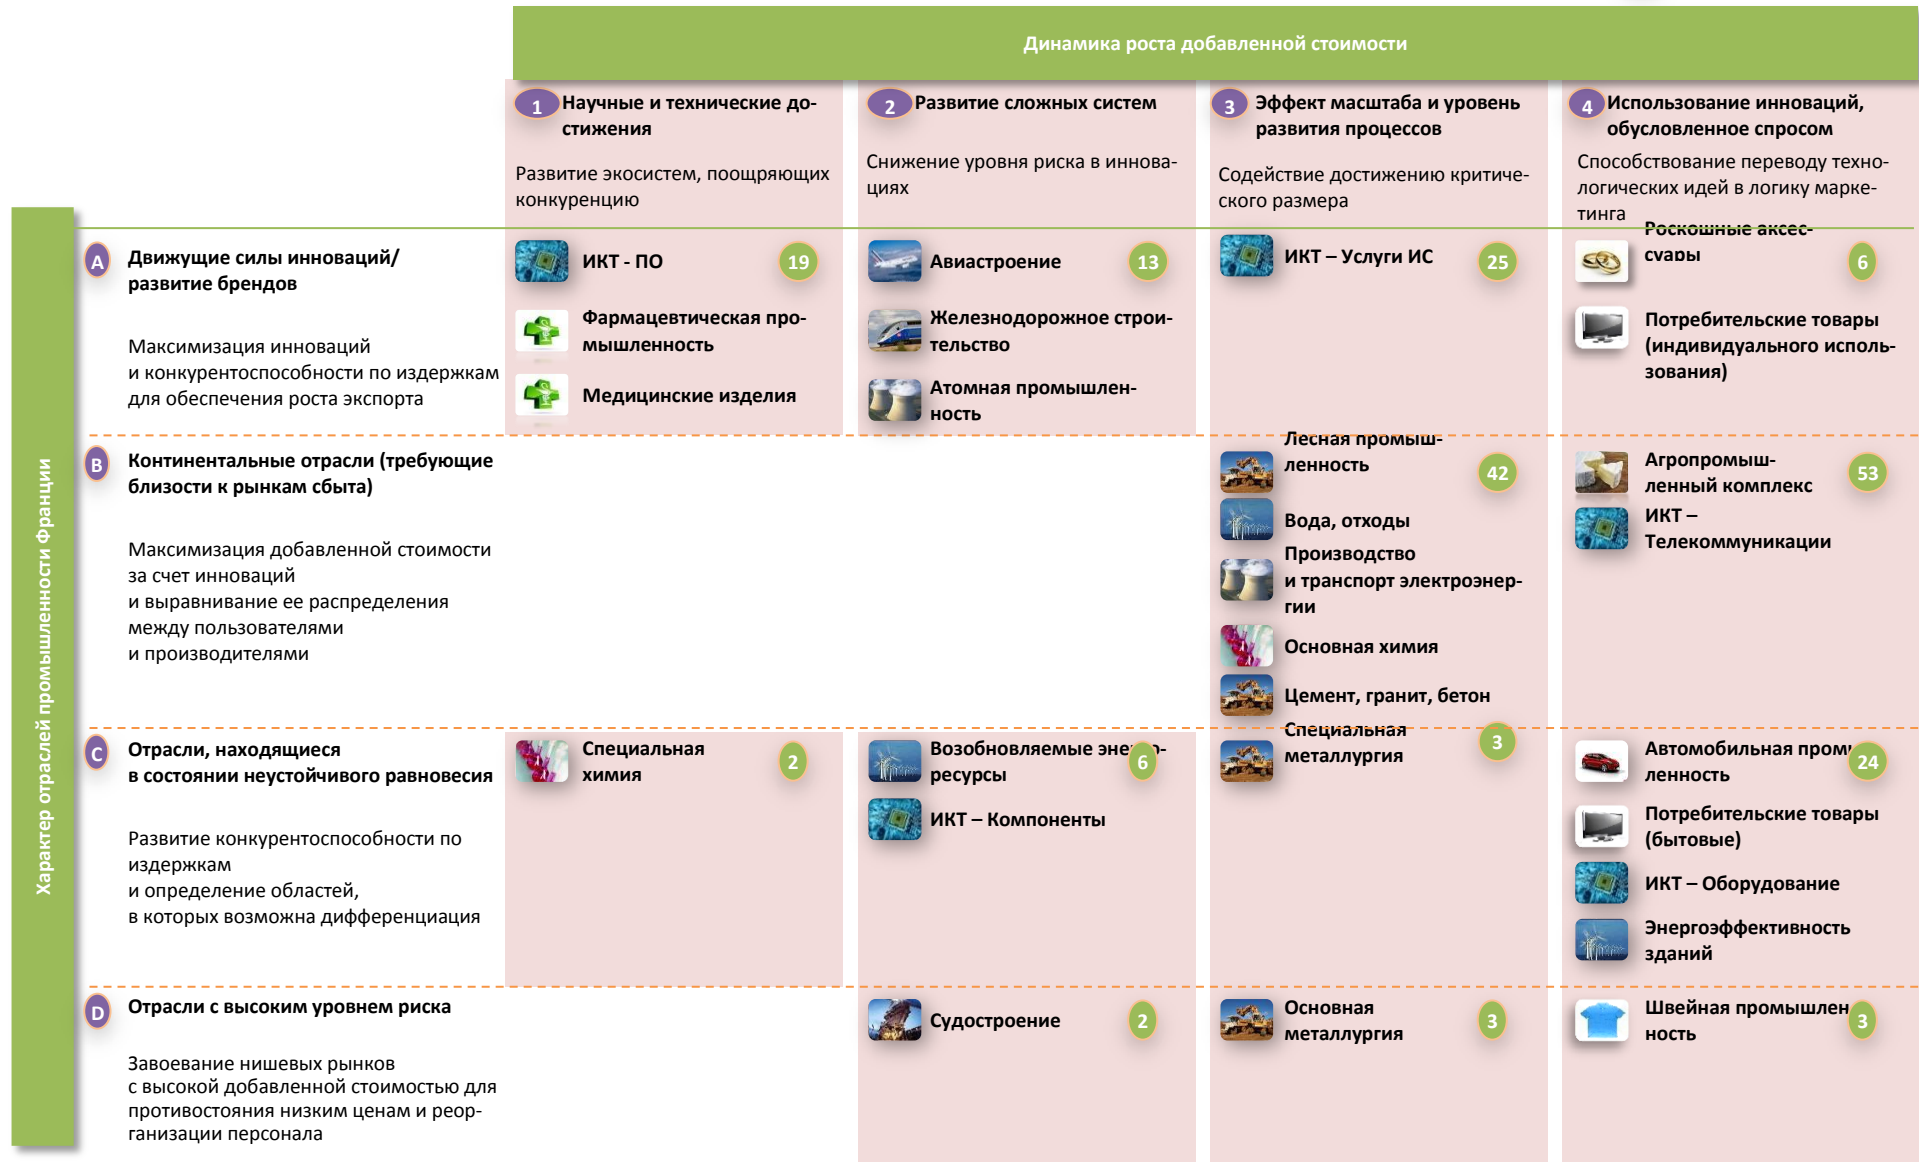 Динамика роста добавленной стоимости
1 Научные и технические до-
стижения
Развитие экосистем, поощряющих
конкуренцию
2 Развитие сложных систем
Снижение уровня риска в иннова-
циях
3 Эффект масштаба и уровень
развития процессов
Содействие достижению критиче-
ского размера
4 Использование инноваций,
обусловленное спросом
Способствование переводу техно-
логических идей в логику марке-
тинга
Характер отраслей промышленности Франции
A Движущие силы инноваций/
развитие брендов
Максимизация инноваций
и конкурентоспособности по издержкам
для обеспечения роста экспорта
ИКТ - ПО 19
Фармацевтическая про-
мышленность
Медицинские изделия
Авиастроение 13
Железнодорожное строи-
тельство
Атомная промышлен-
ность
ИКТ – Услуги ИС 25
Роскошные аксес-
суары 6
Потребительские товары
(индивидуального исполь-
зования)
B Континентальные отрасли (требующие
близости к рынкам сбыта)
Максимизация добавленной стоимости
за счет инноваций
и выравнивание ее распределения
между пользователями
и производителями
Лесная промыш-
ленность 42
Вода, отходы
Производство
и транспорт электроэнер-
гии
Основная химия
Цемент, гранит, бетон
Агропромыш-
ленный комплекс 53
ИКТ –
Телекоммуникации
C Отрасли, находящиеся
в состоянии неустойчивого равновесия
Развитие конкурентоспособности по
издержкам
и определение областей,
в которых возможна дифференциация
Специальная
химия 2
Возобновляемые энерго-
ресурсы 6
ИКТ – Компоненты
Специальная
металлургия 3
Автомобильная промыш-
ленность 24
Потребительские товары
(бытовые)
ИКТ – Оборудование
Энергоэффективность
зданий
D Отрасли с высоким уровнем риска
Завоевание нишевых рынков
с высокой добавленной стоимостью для
противостояния низким ценам и реор-
ганизации персонала
Судостроение 2
Основная
металлургия 3
Швейная промышлен-
ность 3